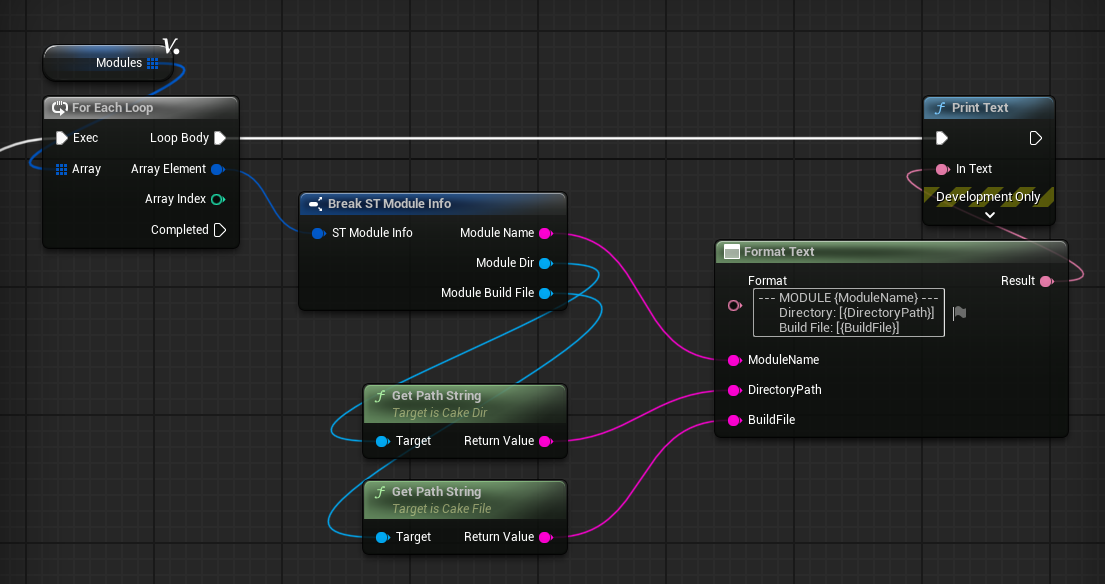 V.
Modules
For Each Loop
Exec
Loop Body
Array
Array Element
Array Index
Completed
Break ST Module Info
ST Module Info
Module Name
Module Dir
Module Build File
Get Path String
Target is Cake Dir
Target
Return Value
Get Path String
Target is Cake File
Target
Return Value
Format Text
Format
Result
--- MODULE {ModuleName} ---
Directory: [{DirectoryPath}]
Build File: [{BuildFile}]
ModuleName
DirectoryPath
BuildFile
f Print Text
In Text
Development Only